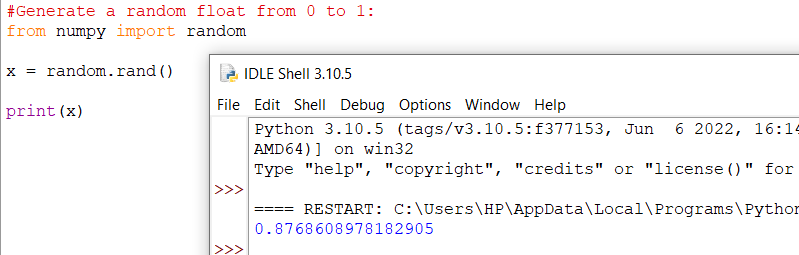 #Generate a random float from 0 to 1:
from numpy import random
x = random.rand()
print(x)
IDLE Shell 3.10.5
File Edit Shell Debug Options Window Help
Python 3.10.5 (tags/v3.10.5:f377153, Jun  6 2022, 16:14
AMD64)] on win32
Type "help", "copyright", "credits" or "license()" for
>>>
==== RESTART: C:\Users\HP\AppData\Local\Programs\Python
0.8768608978182905
>>>